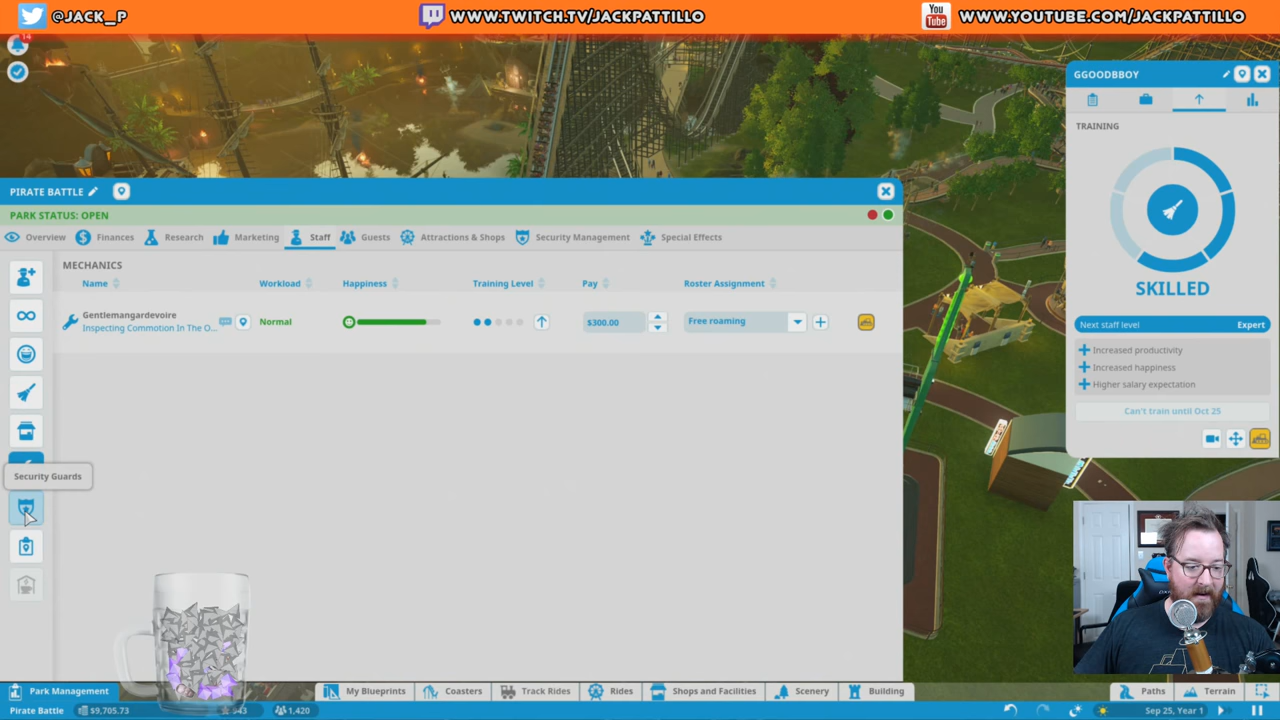 @JACK_P
WWW.TWITCH.TV/JACKPATTILLO
You Tube
WWW.YOUTUBE.COM/JACKPATTILLO
14
GGOODBBOY
TRAINING
SKILLED
Next staff level Expert
Increased productivity
Increased happiness
Higher salary expectation
Can't train until Oct 25
PIRATE BATTLE
PARK STATUS: OPEN
Overview Finances Research Marketing Staff Guests Attractions & Shops Security Management Special Effects
MECHANICS
Name Workload Happiness Training Level Pay Roster Assignment
Gentlemangardevoire Normal $300.00 Free roaming
Inspecting Commotion In The O...
Security Guards
Park Management My Blueprints Coasters Track Rides Rides Shops and Facilities Scenery Building Paths Terrain
Pirate Battle $9,705.73 1,420 Sep 25, Year 1